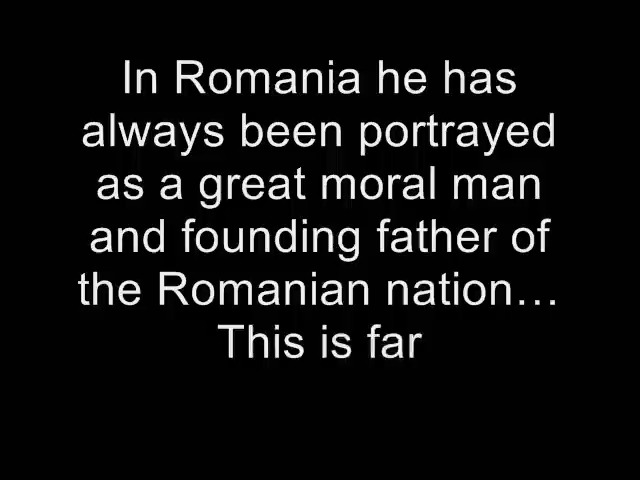 In Romania he has
always been portrayed
as a great moral man
and founding father of
the Romanian nation…
This is far